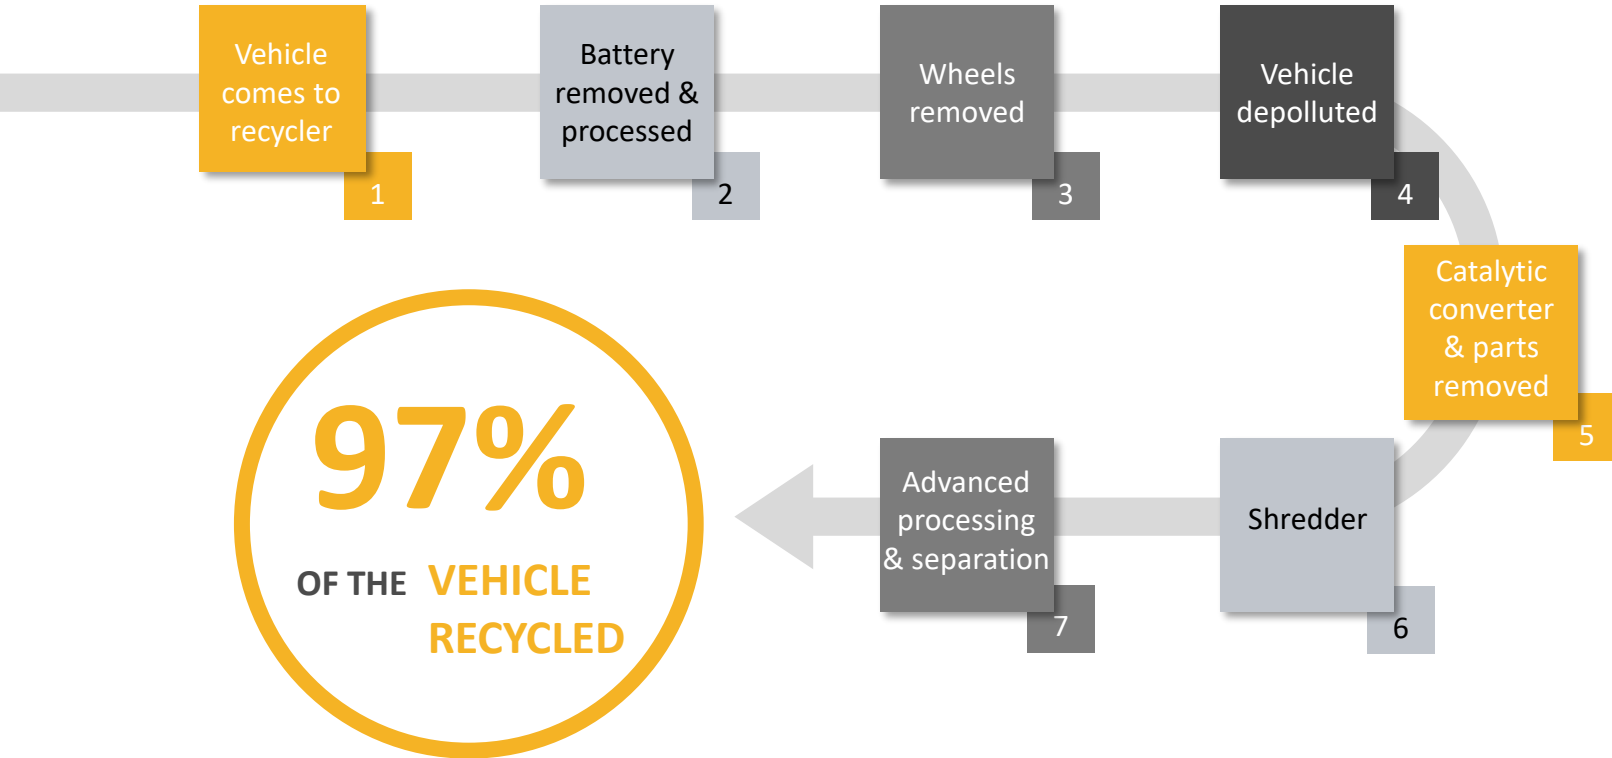 Vehicle
comes to
recycler
1
Battery
removed &
processed
2
Wheels
removed
3
Vehicle
depolluted
4
Catalytic
converter
& parts
removed
5
Shredder
6
Advanced
processing
& separation
7
97%
OF THE VEHICLE
RECYCLED